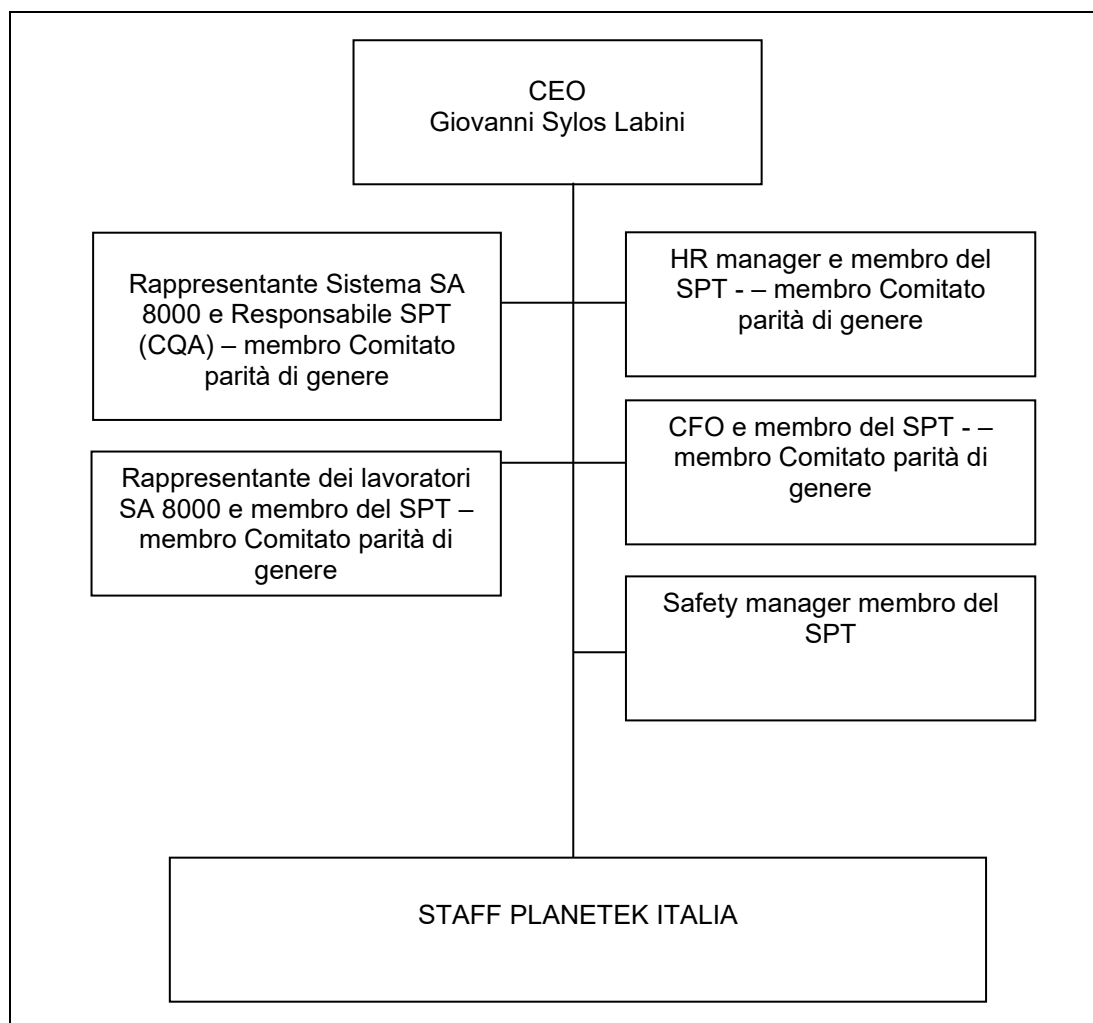 CEO
Giovanni Sylos Labini
Rappresentante Sistema SA
8000 e Responsabile SPT
(CQA) – membro Comitato
parità di genere
HR manager e membro del
SPT - – membro Comitato
parità di genere
Rappresentante dei lavoratori
SA 8000 e membro del SPT –
membro Comitato parità di
genere
CFO e membro del SPT - –
membro Comitato parità di
genere
Safety manager membro del
SPT
STAFF PLANETEK ITALIA